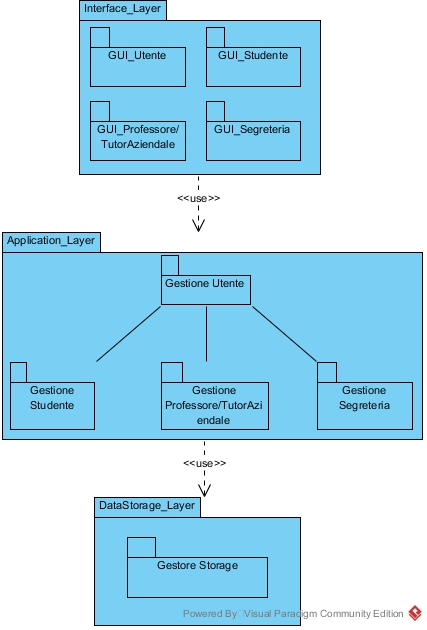 Interface_Layer
GUI_Utente
GUI_Studente
GUI_Professore/
TutorAziendale
GUI_Segreteria
<<use>>
Application_Layer
Gestione Utente
Gestione
Studente
Gestione
Professore/TutorAzi
endale
Gestione
Segreteria
<<use>>
DataStorage_Layer
Gestore Storage
Powered By Visual Paradigm Community Edition